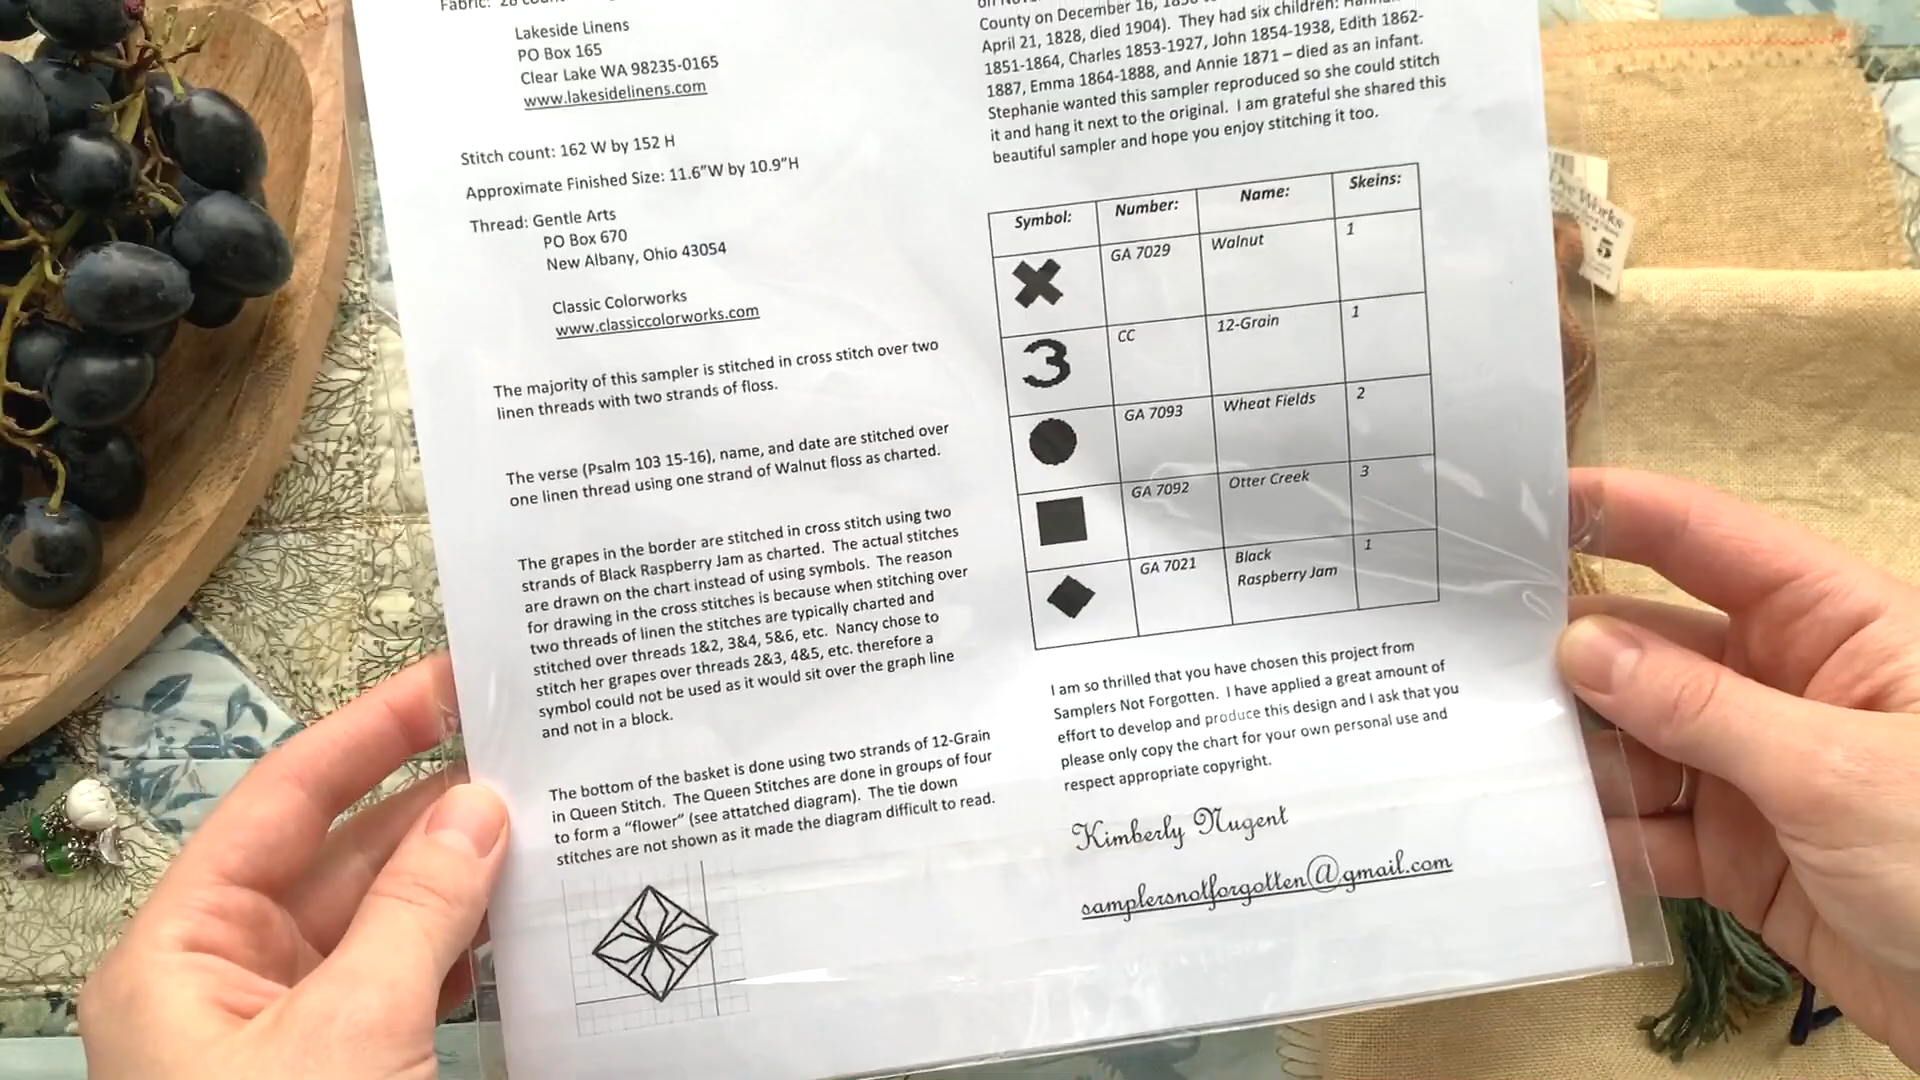 Fabric: 28 count
Lakeside Linens
PO Box 165
Clear Lake WA 98235-0165
www.lakesidelinens.com
Stitch count: 162 W by 152 H
Approximate Finished Size: 11.6"W by 10.9"H
Thread: Gentle Arts
PO Box 670
New Albany, Ohio 43054
Classic Colorworks
www.classiccolorworks.com
The majority of this sampler is stitched in cross stitch over two
linen threads with two strands of floss.
The verse (Psalm 103 15-16), name, and date are stitched over
one linen thread using one strand of Walnut floss as charted.
The grapes in the border are stitched in cross stitch using two
strands of Black Raspberry Jam as charted. The actual stitches
are drawn on the chart instead of using symbols. The reason
for drawing in the cross stitches is because when stitching over
two threads of linen the stitches are typically charted and
stitched over threads 1&2, 3&4, 5&6, etc. Nancy chose to
stitch her grapes over threads 2&3, 4&5, etc. therefore a
symbol could not be used as it would sit over the graph line
and not in a block.
The bottom of the basket is done using two strands of 12-Grain
in Queen Stitch. The Queen Stitches are done in groups of four
to form a "flower" (see attatched diagram). The tie down
stitches are not shown as it made the diagram difficult to read.
County on December 16,
April 21, 1828, died 1904). They had six children:
1851-1864, Charles 1853-1927, John 1854-1938, Edith 1862-
1887, Emma 1864-1888, and Annie 1871 – died as an infant.
Stephanie wanted this sampler reproduced so she could stitch
it and hang it next to the original. I am grateful she shared this
beautiful sampler and hope you enjoy stitching it too.
Symbol: Number: Name: Skeins:
GA 7029 Walnut 1
3 CC 12-Grain 1
GA 7093 Wheat Fields 2
GA 7092 Otter Creek 3
GA 7021 Black Raspberry Jam 1
I am so thrilled that you have chosen this project from
Samplers Not Forgotten. I have applied a great amount of
effort to develop and produce this design and I ask that you
please only copy the chart for your own personal use and
respect appropriate copyright.
Kimberly Nugent
samplersnotforgotten@gmail.com
Dye Works
5